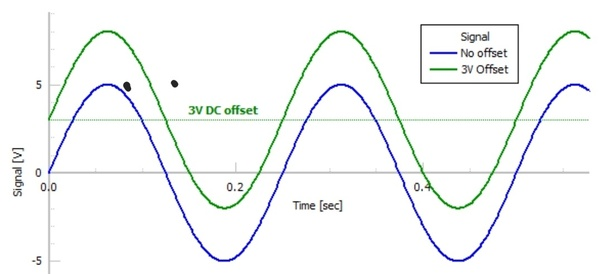 Signal
No offset
3V Offset
5
3V DC offset
0
0.0
0.2
0.4
Time [sec]
Signal [V]
-5